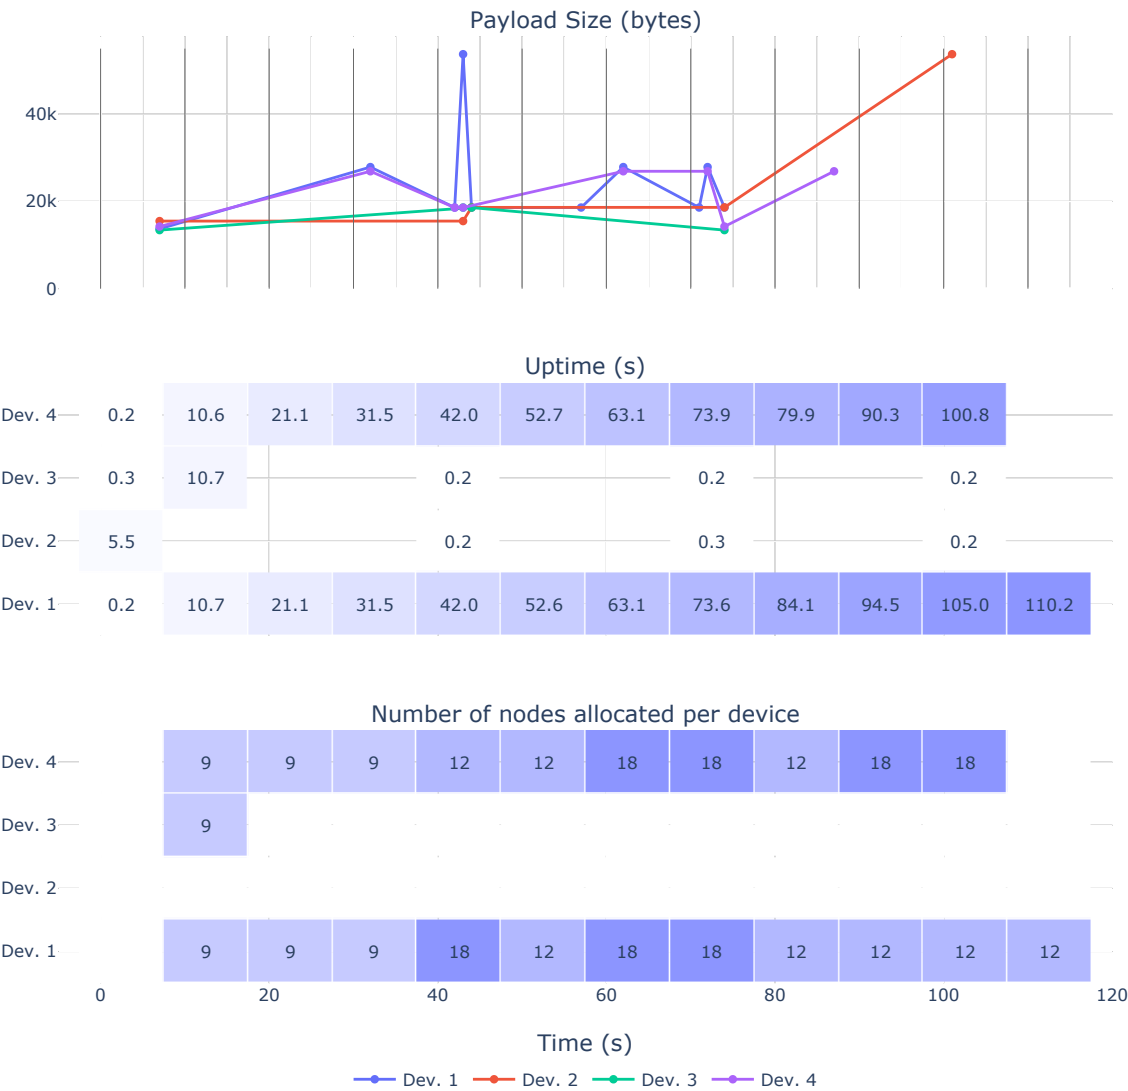 Payload Size (bytes)
40k
20k
0
Uptime (s)
Dev. 4 0.2 10.6 21.1 31.5 42.0 52.7 63.1 73.9 79.9 90.3 100.8
Dev. 3 0.3 10.7 0.2 0.2 0.2
Dev. 2 5.5 0.2 0.3 0.2
Dev. 1 0.2 10.7 21.1 31.5 42.0 52.6 63.1 73.6 84.1 94.5 105.0 110.2
Number of nodes allocated per device
Dev. 4 9 9 9 12 12 18 18 12 18 18
Dev. 3 9
Dev. 2
Dev. 1 9 9 9 18 12 18 18 12 12 12 12
0 20 40 60 80 100 120
Time (s)
Dev. 1 Dev. 2 Dev. 3 Dev. 4